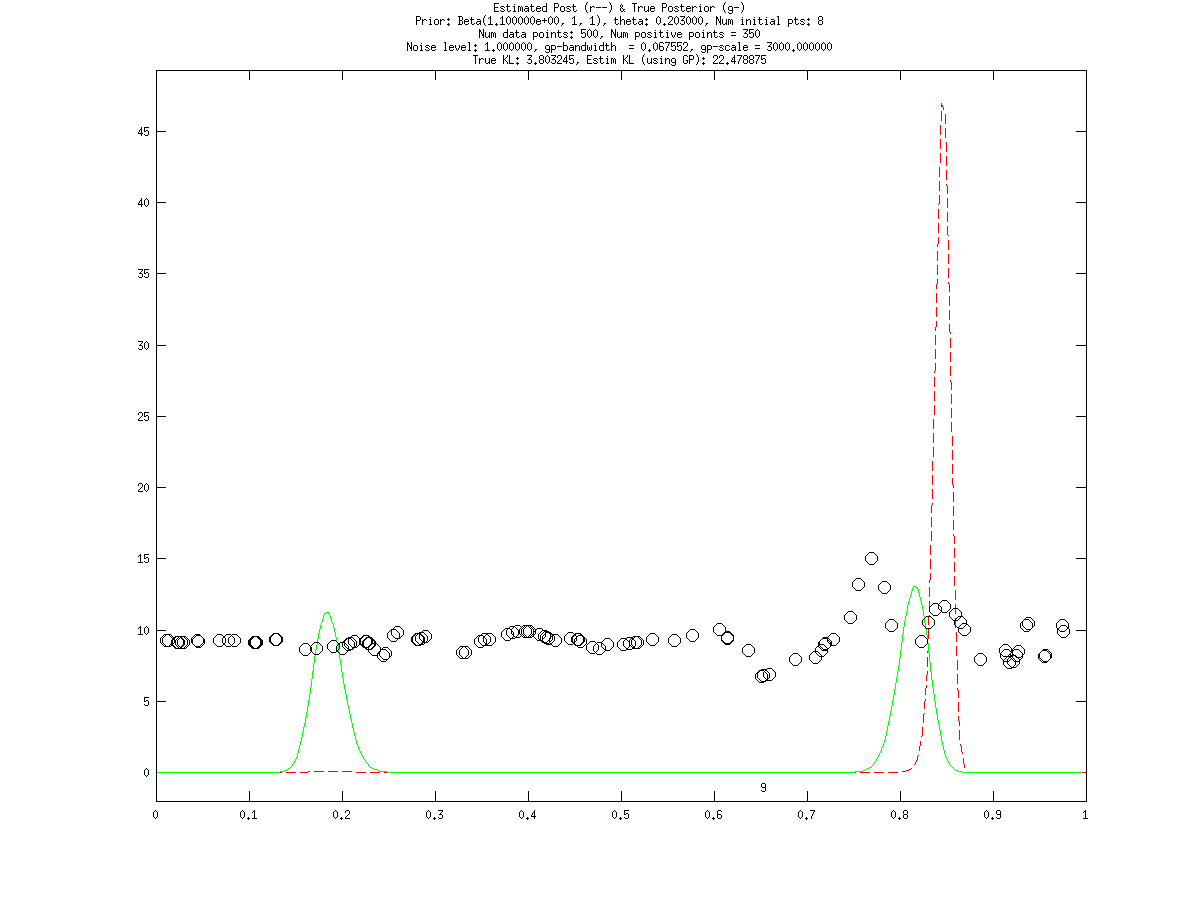 Estimated Post (r--) & True Posterior (g-)
Prior: Beta(1.100000e+00, 1, 1), theta: 0.203000, Num initial pts: 8
Num data points: 500, Num positive points = 350
Noise level: 1.000000, gp-bandwidth  = 0.067552, gp-scale = 3000.000000
True KL: 3.803245, Estim KL (using GP): 22.478875
45
40
35
30
25
20
15
10
5
0
9
0 0.1 0.2 0.3 0.4 0.5 0.6 0.7 0.8 0.9 1